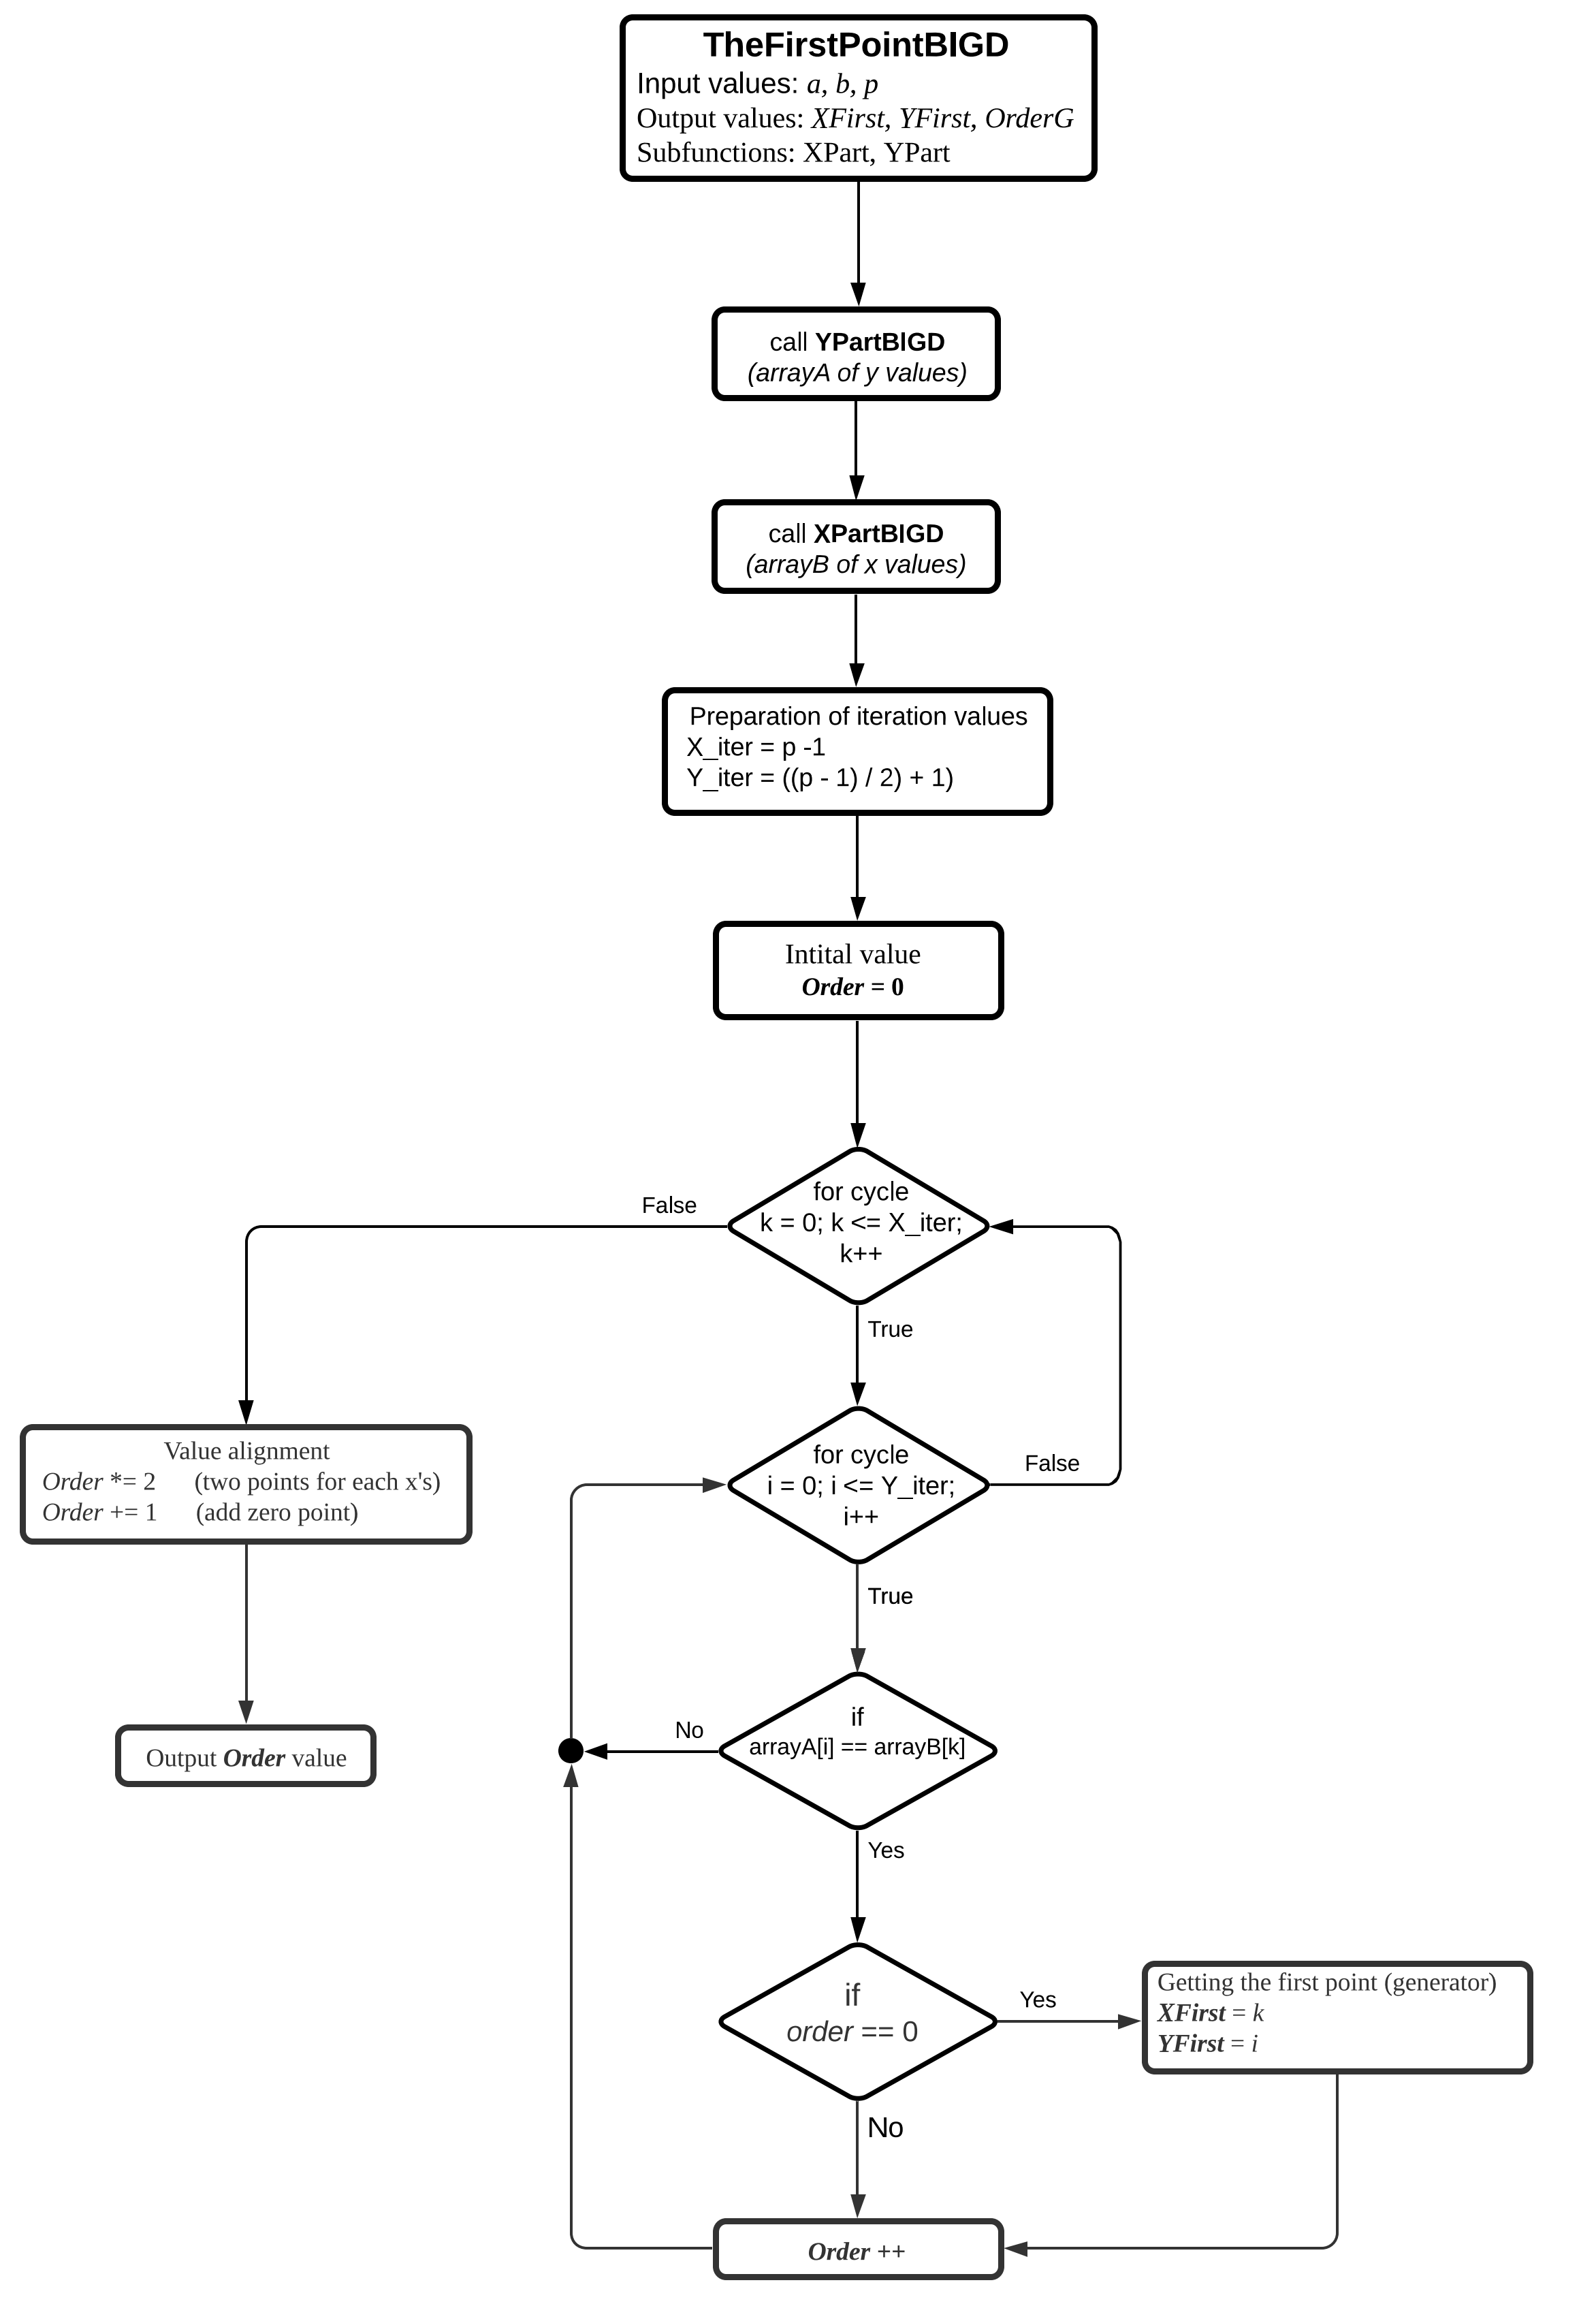 TheFirstPointBIGD
Input values: a, b, p
Output values: XFirst, YFirst, OrderG
Subfunctions: XPart, YPart
call YPartBIGD
(arrayA of y values)
call XPartBIGD
(arrayB of x values)
Preparation of iteration values
X_iter = p -1
Y_iter = ((p - 1) / 2) + 1)
Intital value
Order = 0
for cycle
k = 0; k <= X_iter;
k++
False
True
for cycle
i = 0; i <= Y_iter;
i++
False
True
Value alignment
Order *= 2 (two points for each x's)
Order += 1 (add zero point)
Output Order value
if
arrayA[i] == arrayB[k]
No
Yes
if
order == 0
Yes
No
Getting the first point (generator)
XFirst = k
YFirst = i
Order ++